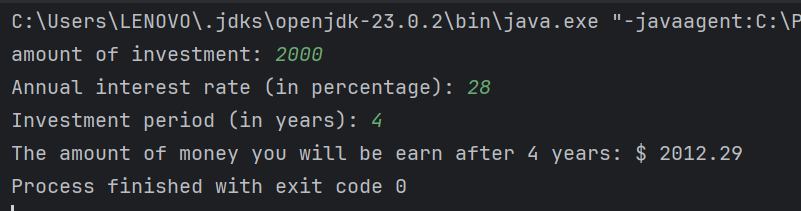 C:\Users\LENOVO\.jdks\openjdk-23.0.2\bin\java.exe "-javaagent:C:\P
amount of investment: 2000
Annual interest rate (in percentage): 28
Investment period (in years): 4
The amount of money you will be earn after 4 years: $ 2012.29
Process finished with exit code 0